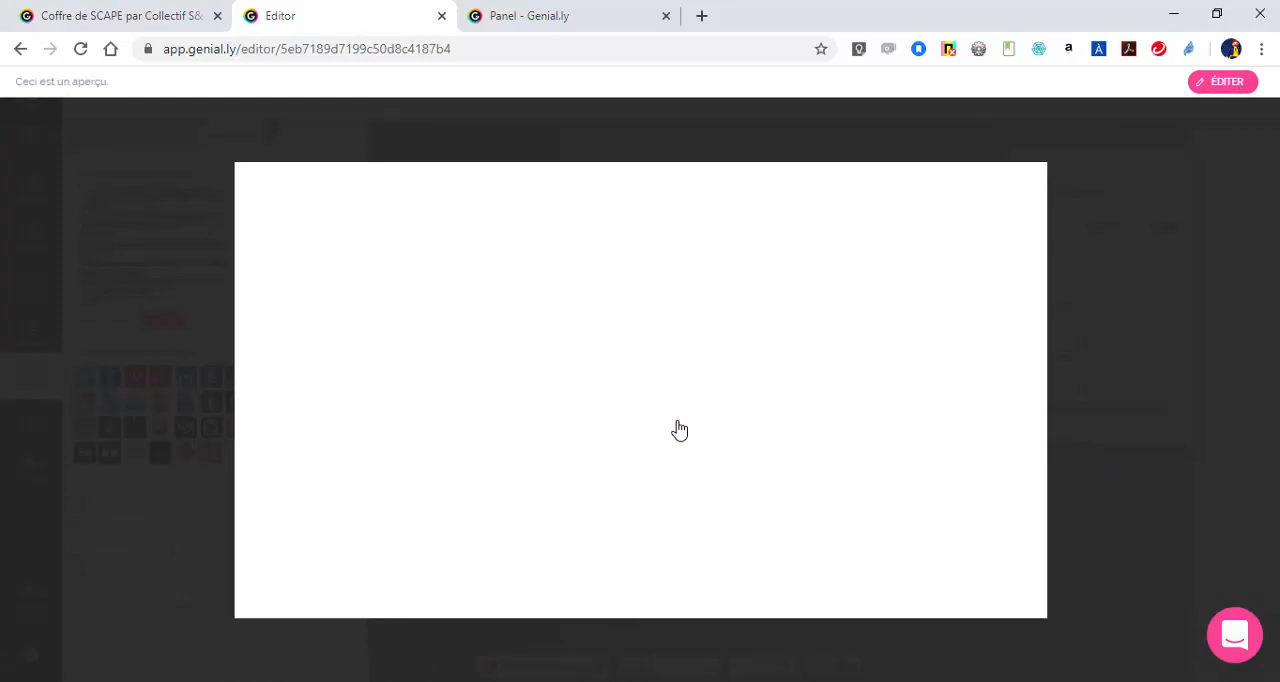 Coffre de SCAPE par Collectif S&
Editor
Panel - Genial.ly
app.genial.ly/editor/5eb7189d7199c50d8c4187b4
a
Ceci est un aperçu.
ÉDITER